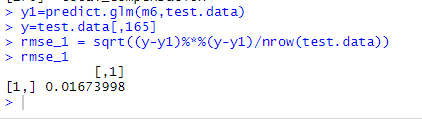 > y1=predict.glm(m6,test.data)
> y=test.data[,165]
> rmse_1 = sqrt((y-y1)%*%(y-y1)/nrow(test.data))
> rmse_1
[,1]
[1,] 0.01673998
>